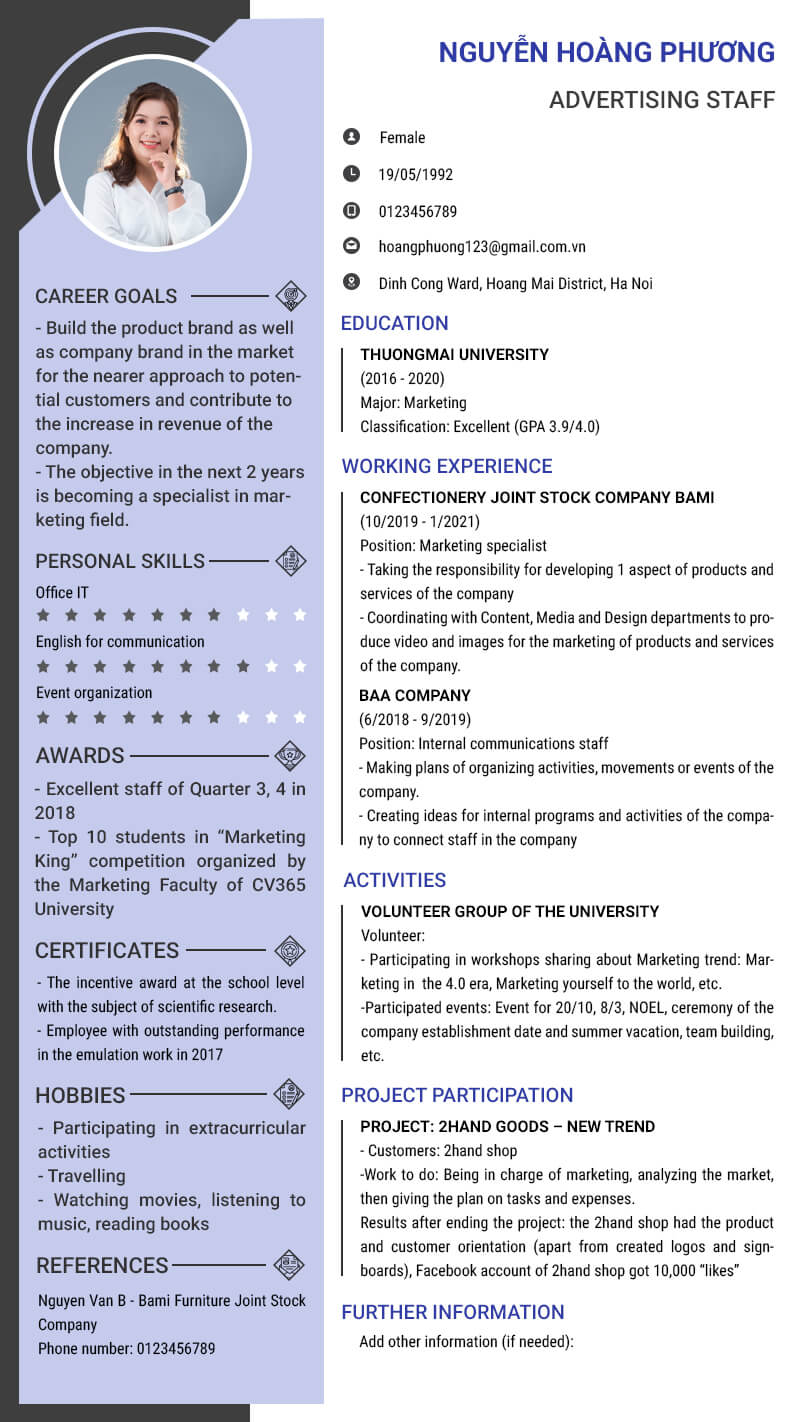 NGUYỄN HOÀNG PHƯƠNG
ADVERTISING STAFF
Female
19/05/1992
0123456789
hoangphuong123@gmail.com.vn
Dinh Cong Ward, Hoang Mai District, Ha Noi
CAREER GOALS
- Build the product brand as well
as company brand in the market
for the nearer approach to poten-
tial customers and contribute to
the increase in revenue of the
company.
- The objective in the next 2 years
is becoming a specialist in mar-
keting field.
PERSONAL SKILLS
Office IT
English for communication
Event organization
AWARDS
- Excellent staff of Quarter 3, 4 in
2018
- Top 10 students in “Marketing
King” competition organized by
the Marketing Faculty of CV365
University
CERTIFICATES
- The incentive award at the school level
with the subject of scientific research.
- Employee with outstanding performance
in the emulation work in 2017
HOBBIES
- Participating in extracurricular
activities
- Travelling
- Watching movies, listening to
music, reading books
REFERENCES
Nguyen Van B - Bami Furniture Joint Stock
Company
Phone number: 0123456789
EDUCATION
THUONGMAI UNIVERSITY
(2016 - 2020)
Major: Marketing
Classification: Excellent (GPA 3.9/4.0)
WORKING EXPERIENCE
CONFECTIONERY JOINT STOCK COMPANY BAMI
(10/2019 - 1/2021)
Position: Marketing specialist
- Taking the responsibility for developing 1 aspect of products and
services of the company
- Coordinating with Content, Media and Design departments to pro-
duce video and images for the marketing of products and services
of the company.
BAA COMPANY
(6/2018 - 9/2019)
Position: Internal communications staff
- Making plans of organizing activities, movements or events of the
company.
- Creating ideas for internal programs and activities of the compa-
ny to connect staff in the company
ACTIVITIES
VOLUNTEER GROUP OF THE UNIVERSITY
Volunteer:
- Participating in workshops sharing about Marketing trend: Mar-
keting in the 4.0 era, Marketing yourself to the world, etc.
-Participated events: Event for 20/10, 8/3, NOEL, ceremony of the
company establishment date and summer vacation, team building,
etc.
PROJECT PARTICIPATION
PROJECT: 2HAND GOODS – NEW TREND
- Customers: 2hand shop
-Work to do: Being in charge of marketing, analyzing the market,
then giving the plan on tasks and expenses.
Results after ending the project: the 2hand shop had the product
and customer orientation (apart from created logos and sign-
boards), Facebook account of 2hand shop got 10,000 “likes”
FURTHER INFORMATION
Add other information (if needed):